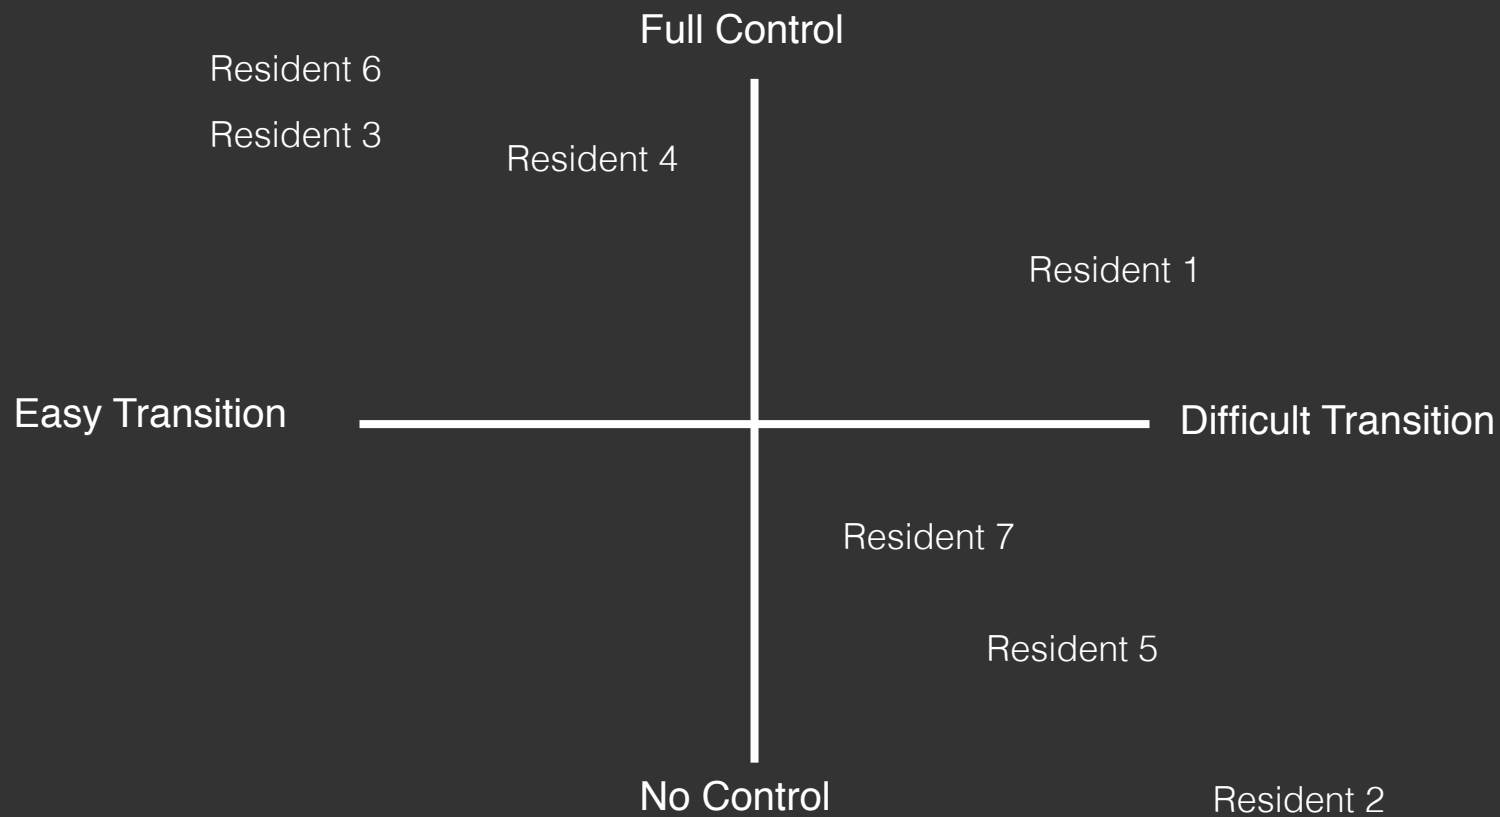 Full Control
Resident 6
Resident 3
Resident 4
Resident 1
Easy Transition
Difficult Transition
Resident 7
Resident 5
No Control
Resident 2